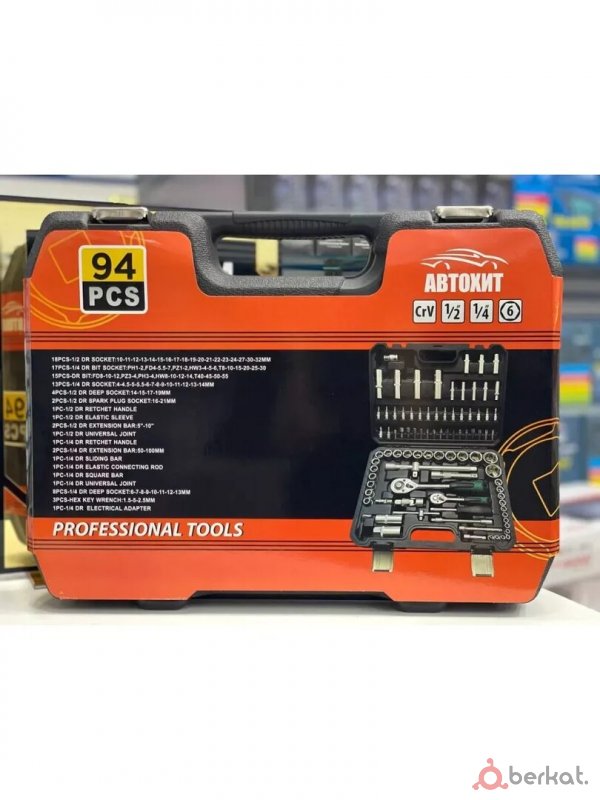 94
PCS
АВТОХИТ
CrV 1/2" 1/4" 6
18PCS-1/2 DR SOCKET:10-11-12-13-14-15-16-17-18-19-20-21-22-23-24-27-30-32MM
17PCS-1/4 DR BIT SOCKET:PH1-2,FD4-5.5-7,PZ1-2,HW3-4-5-6,T8-10-15-20-25-30
15PCS-DR BIT:FD8-10-12,PZ3-4,PH3-4,HW8-10-12-14,T40-45-50-55
13PCS-1/4 DR SOCKET:4-4.5-5-5.5-6-7-8-9-10-11-12-13-14MM
4PCS-1/2 DR DEEP SOCKET:14-15-17-19MM
2PCS-1/2 DR SPARK PLUG SOCKET:16-21MM
1PC-1/2 DR RETCHET HANDLE
1PC-1/2 DR ELASTIC SLEEVE
2PCS-1/2 DR EXTENSION BAR:5"-10"
1PC-1/2 DR UNIVERSAL JOINT
1PC-1/4 DR RETCHET HANDLE
2PCS-1/4 DR EXTENSION BAR:50-100MM
1PC-1/4 DR SLIDING BAR
1PC-1/4 DR ELASTIC CONNECTING ROD
1PC-1/4 DR SQUARE BAR
1PC-1/4 DR UNIVERSAL JOINT
8PCS-1/4 DR DEEP SOCKET:6-7-8-9-10-11-12-13MM
3PCS-HEX KEY WRENCH:1.5-2-2.5MM
1PC-1/4 DR ELECTRICAL ADAPTER
PROFESSIONAL TOOLS
94
PCS
berkat.